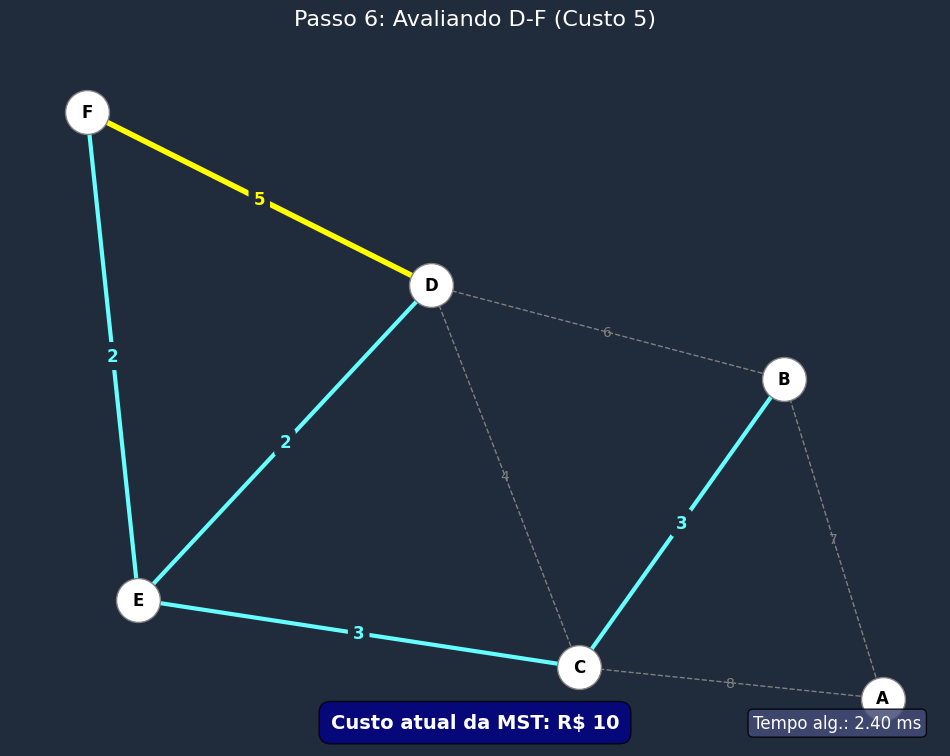 Passo 6: Avaliando D-F (Custo 5)
F
5
D
6
2
B
2
4
3
7
E
3
C
8
A
Custo atual da MST: R$ 10
Tempo alg.: 2.40 ms